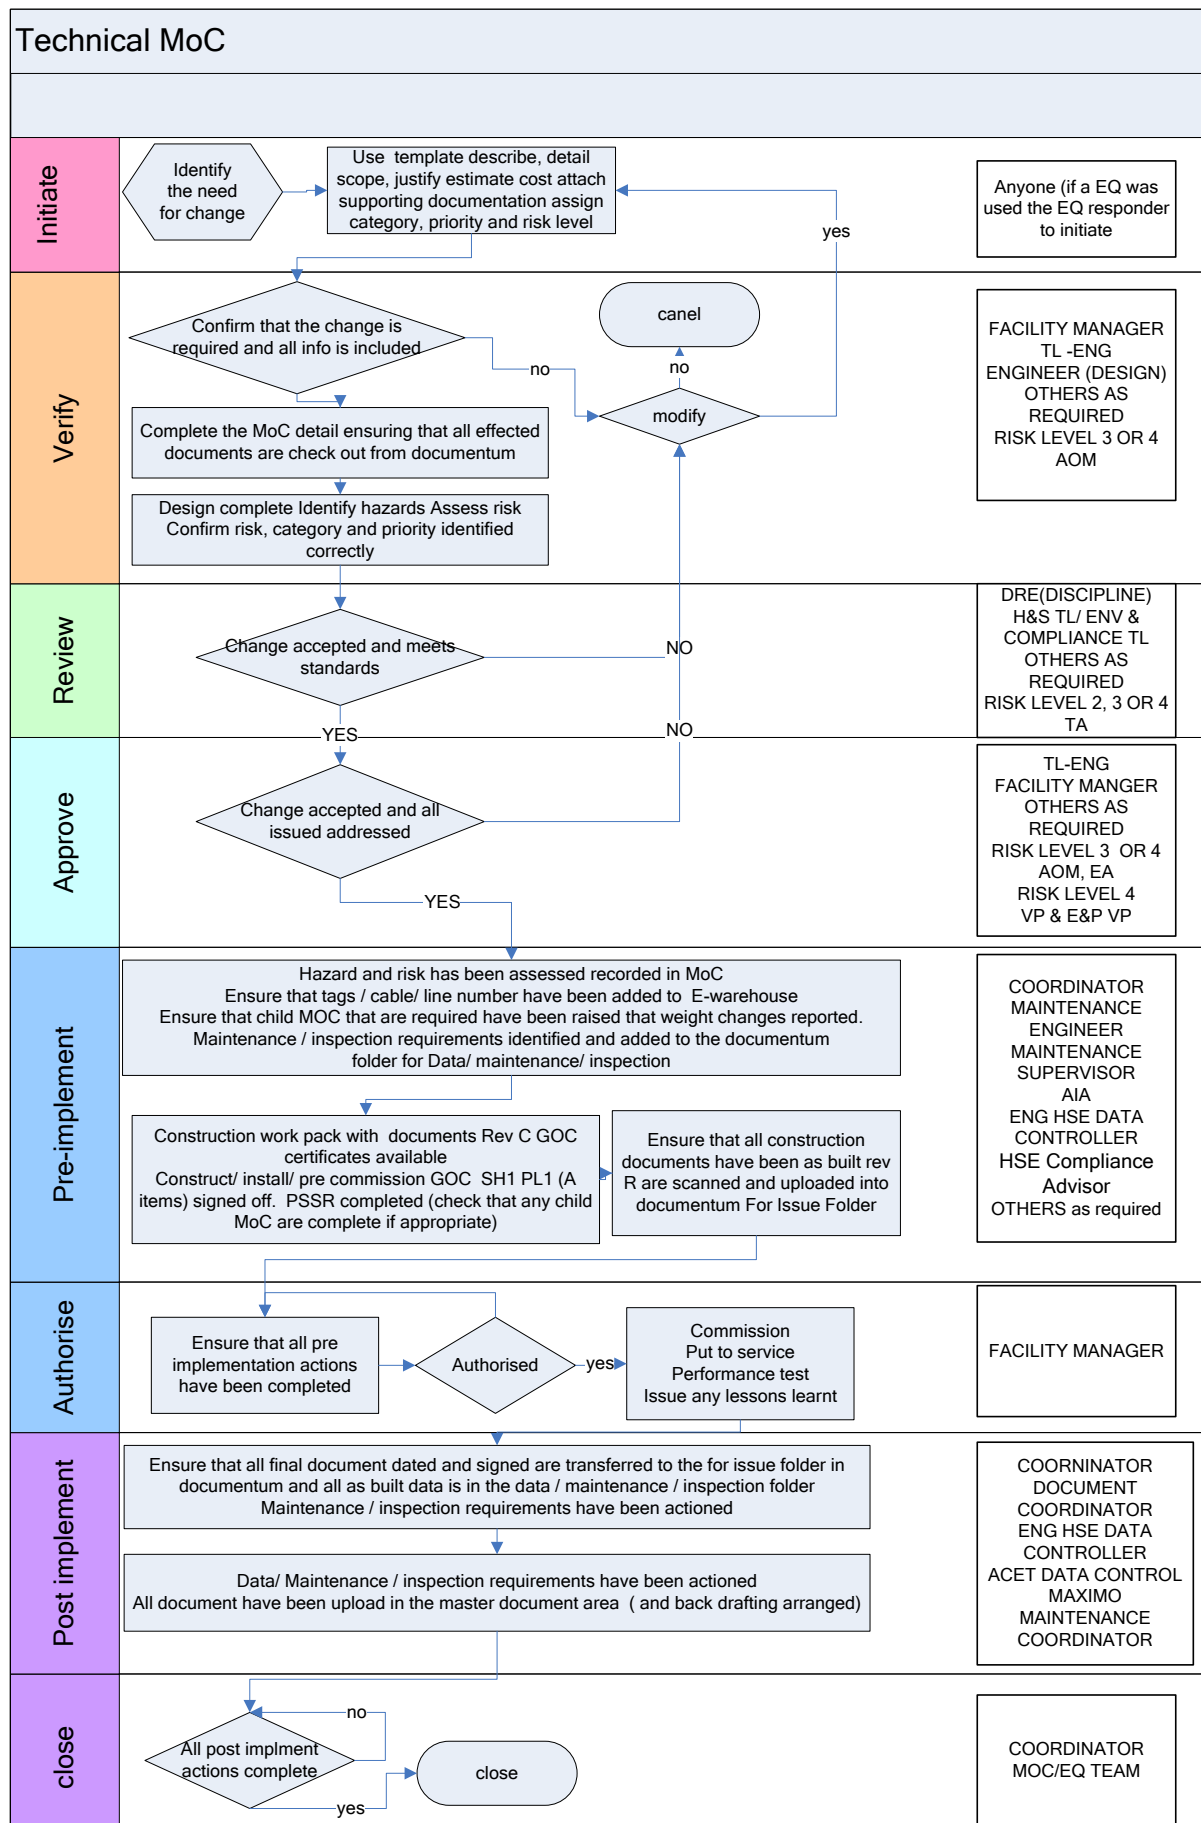 Technical MoC
Initiate
Identify
the need
for change
Use template describe, detail
scope, justify estimate cost attach
supporting documentation assign
category, priority and risk level
yes
Anyone (if a EQ was
used the EQ responder
to initiate
Verify
Confirm that the change is
required and all info is included
no
canel
no
modify
Complete the MoC detail ensuring that all effected
documents are check out from documentum
Design complete Identify hazards Assess risk
Confirm risk, category and priority identified
correctly
FACILITY MANAGER
TL -ENG
ENGINEER (DESIGN)
OTHERS AS
REQUIRED
RISK LEVEL 3 OR 4
AOM
Review
Change accepted and meets
standards
NO
YES
NO
DRE(DISCIPLINE)
H&S TL/ ENV &
COMPLIANCE TL
OTHERS AS
REQUIRED
RISK LEVEL 2, 3 OR 4
TA
Approve
Change accepted and all
issued addressed
YES
TL-ENG
FACILITY MANGER
OTHERS AS
REQUIRED
RISK LEVEL 3 OR 4
AOM, EA
RISK LEVEL 4
VP & E&P VP
Pre-implement
Hazard and risk has been assessed recorded in MoC
Ensure that tags / cable/ line number have been added to E-warehouse
Ensure that child MOC that are required have been raised that weight changes reported.
Maintenance / inspection requirements identified and added to the documentum
folder for Data/ maintenance/ inspection
Construction work pack with documents Rev C GOC
certificates available
Construct/ install/ pre commission GOC SH1 PL1 (A
items) signed off. PSSR completed (check that any child
MoC are complete if appropriate)
Ensure that all construction
documents have been as built rev
R are scanned and uploaded into
documentum For Issue Folder
COORDINATOR
MAINTENANCE
ENGINEER
MAINTENANCE
SUPERVISOR
AIA
ENG HSE DATA
CONTROLLER
HSE Compliance
Advisor
OTHERS as required
Authorise
Ensure that all pre
implementation actions
have been completed
Authorised
yes
Commission
Put to service
Performance test
Issue any lessons learnt
FACILITY MANAGER
Post implement
Ensure that all final document dated and signed are transferred to the for issue folder in
documentum and all as built data is in the data / maintenance / inspection folder
Maintenance / inspection requirements have been actioned
Data/ Maintenance / inspection requirements have been actioned
All document have been upload in the master document area ( and back drafting arranged)
COORNINATOR
DOCUMENT
COORDINATOR
ENG HSE DATA
CONTROLLER
ACET DATA CONTROL
MAXIMO
MAINTENANCE
COORDINATOR
close
no
All post implment
actions complete
yes
close
COORDINATOR
MOC/EQ TEAM